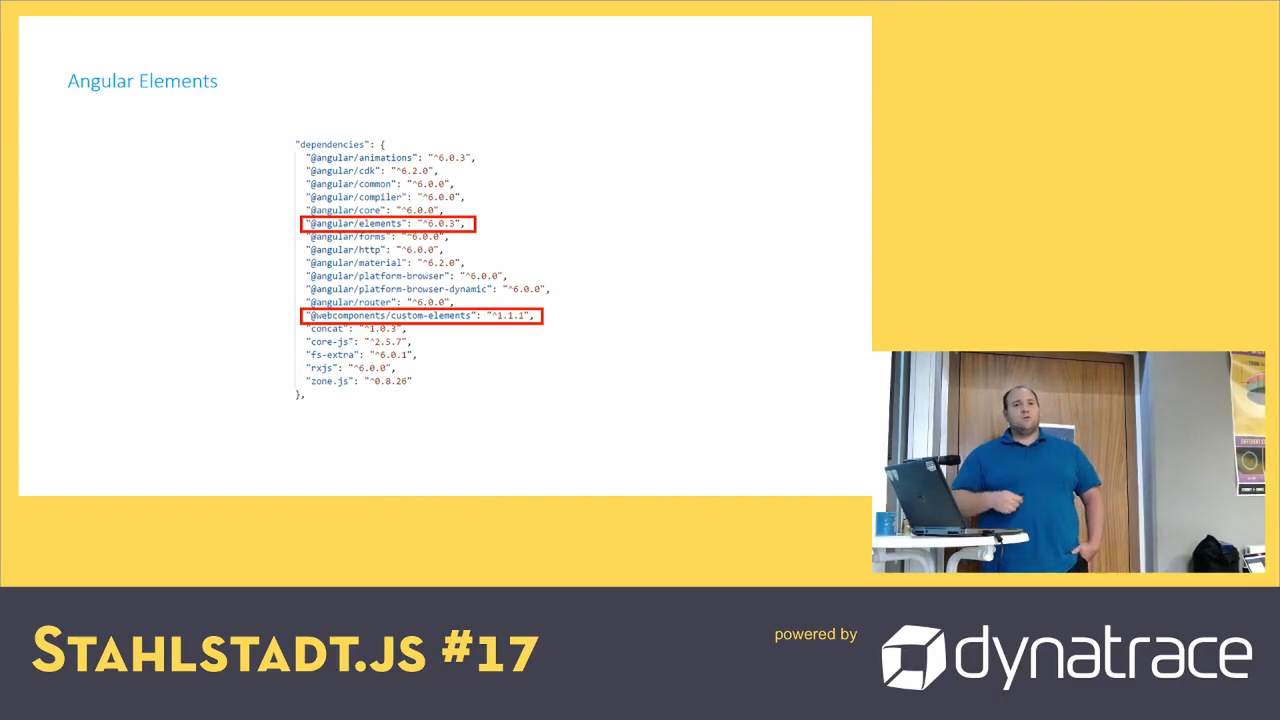 Angular Elements
"dependencies": {
"@angular/animations": "^6.0.3",
"@angular/cdk": "^6.2.0",
"@angular/common": "^6.0.0",
"@angular/compiler": "^6.0.0",
"@angular/core": "^6.0.0",
"@angular/elements": "^6.0.3",
"@angular/forms": "^6.0.0",
"@angular/http": "^6.0.0",
"@angular/material": "^6.2.0",
"@angular/platform-browser": "^6.0.0",
"@angular/platform-browser-dynamic": "^6.0.0",
"@angular/router": "^6.0.0",
"@webcomponents/custom-elements": "^1.1.1",
"concat": "^1.0.3",
"core-js": "^2.5.7",
"fs-extra": "^6.0.1",
"rxjs": "^6.0.0",
"zone.js": "^0.8.26"
},
STAHLSTADT.JS #17
powered by
dynatrace